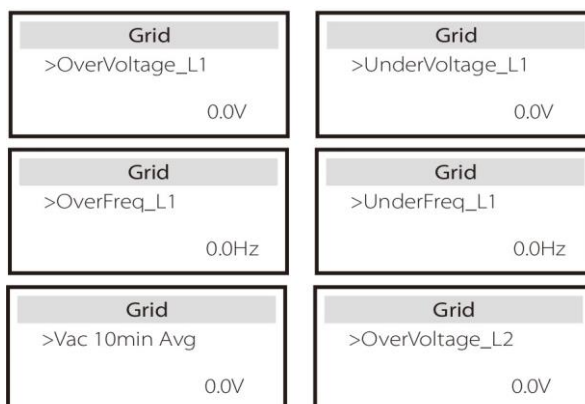 Grid
>OverVoltage_L1
0.0V
Grid
>UnderVoltage_L1
0.0V
Grid
>OverFreq_L1
0.0Hz
Grid
>UnderFreq_L1
0.0Hz
Grid
>Vac 10min Avg
0.0V
Grid
>OverVoltage_L2
0.0V